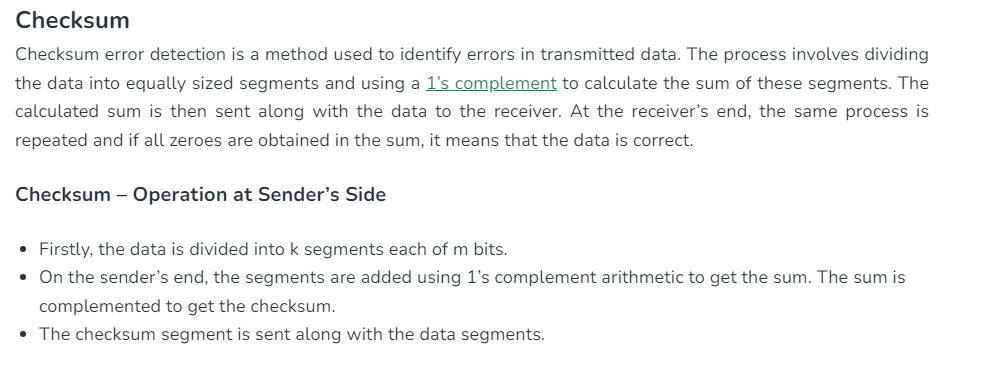 Checksum
Checksum error detection is a method used to identify errors in transmitted data. The process involves dividing
the data into equally sized segments and using a 1’s complement to calculate the sum of these segments. The
calculated sum is then sent along with the data to the receiver. At the receiver’s end, the same process is
repeated and if all zeroes are obtained in the sum, it means that the data is correct.
Checksum – Operation at Sender’s Side
• Firstly, the data is divided into k segments each of m bits.
• On the sender’s end, the segments are added using 1’s complement arithmetic to get the sum. The sum is
complemented to get the checksum.
• The checksum segment is sent along with the data segments.